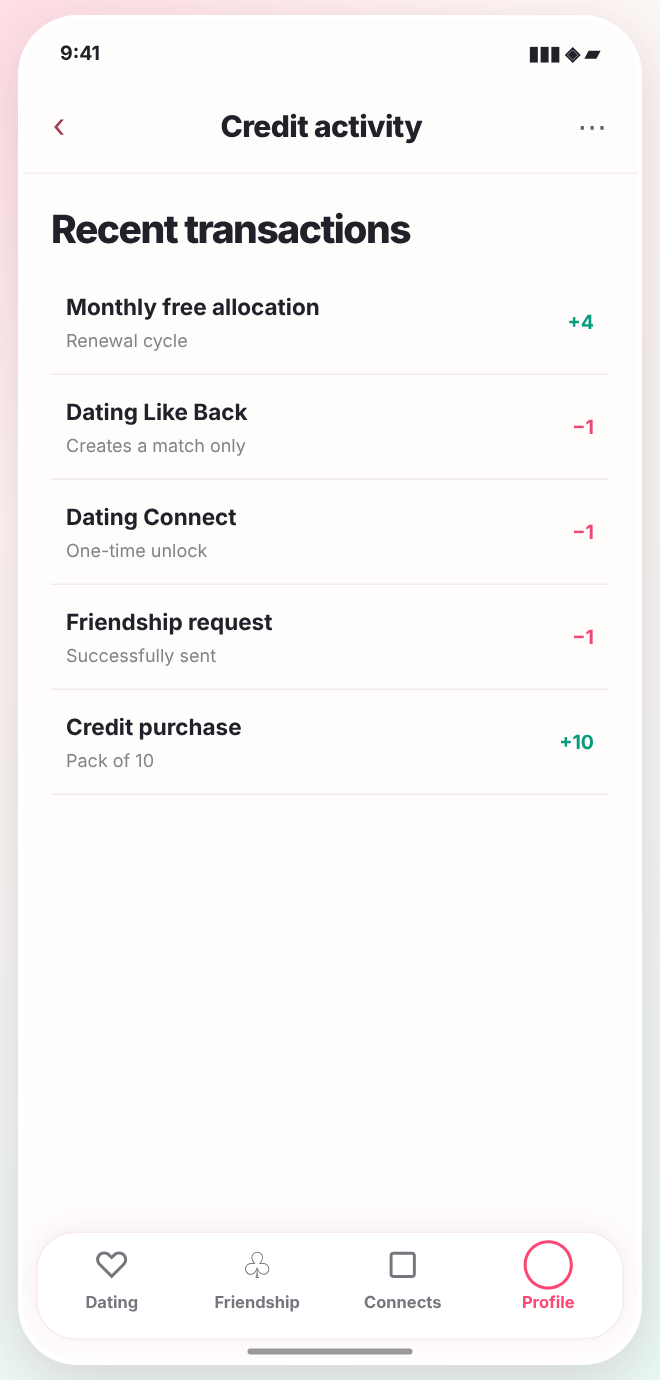 9:41
Credit activity
Recent transactions
Monthly free allocation
Renewal cycle
+4
Dating Like Back
Creates a match only
−1
Dating Connect
One-time unlock
−1
Friendship request
Successfully sent
−1
Credit purchase
Pack of 10
+10
Dating
Friendship
Connects
Profile